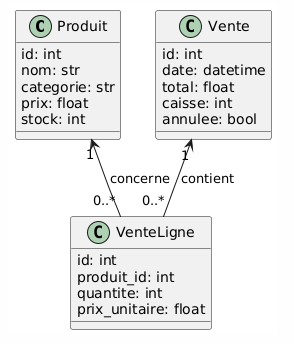 C Produit
id: int
nom: str
categorie: str
prix: float
stock: int
C Vente
id: int
date: datetime
total: float
caisse: int
annulee: bool
1
1
concerne
contient
0..*
0..*
C VenteLigne
id: int
produit_id: int
quantite: int
prix_unitaire: float